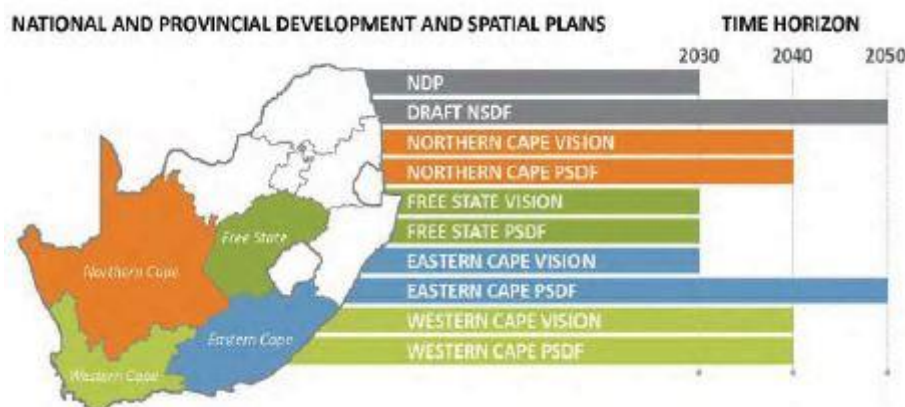 NATIONAL AND PROVINCIAL DEVELOPMENT AND SPATIAL PLANS
TIME HORIZON
2030 2040 2050
NDP
DRAFT NSDF
NORTHERN CAPE VISION
NORTHERN CAPE PSDF
FREE STATE VISION
FREE STATE PSDF
EASTERN CAPE VISION
EASTERN CAPE PSDF
WESTERN CAPE VISION
WESTERN CAPE PSDF
Free State
Northern Cape
Eastern Cape
Western Cape